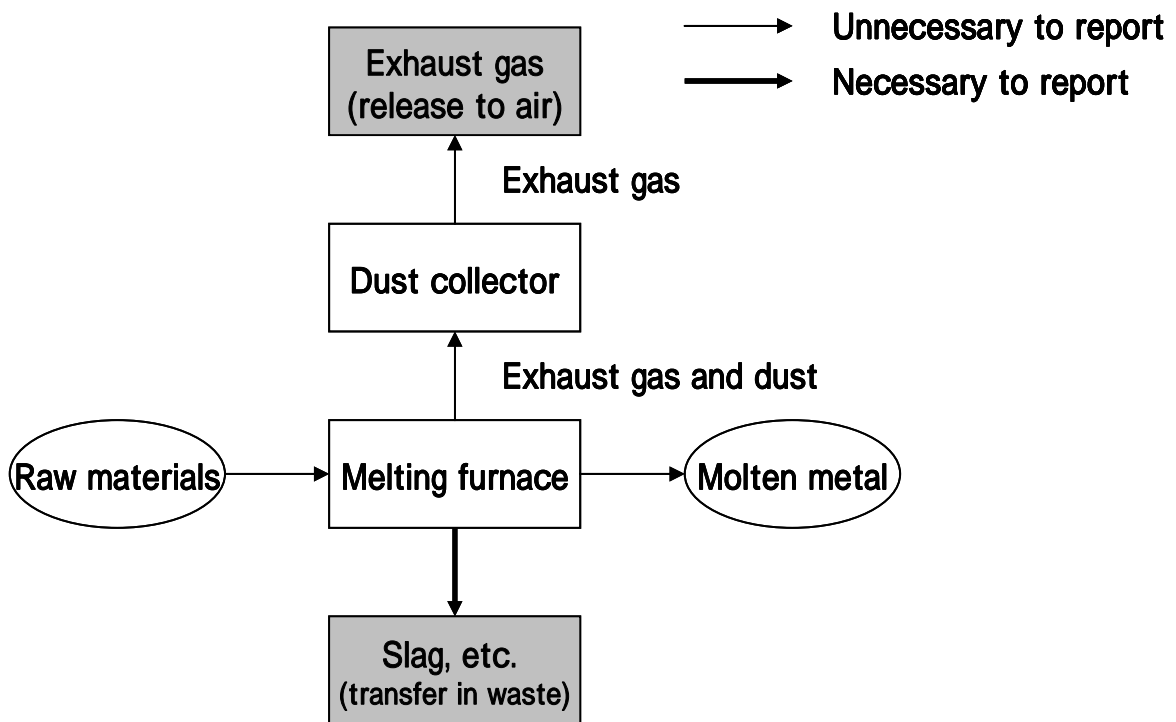 Unnecessary to report
Necessary to report
Exhaust gas
(release to air)
Exhaust gas
Dust collector
Exhaust gas and dust
Raw materials
Melting furnace
Molten metal
Slag, etc.
(transfer in waste)